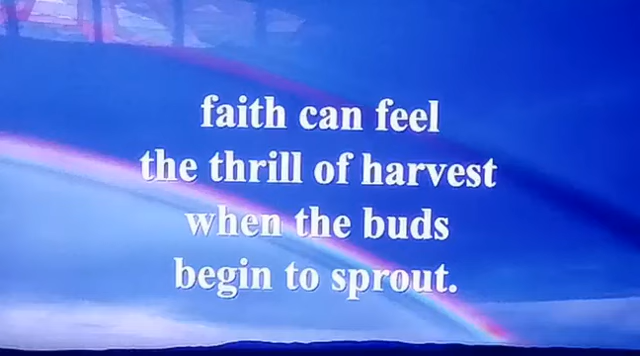 faith can feel
the thrill of harvest
when the buds
begin to sprout.